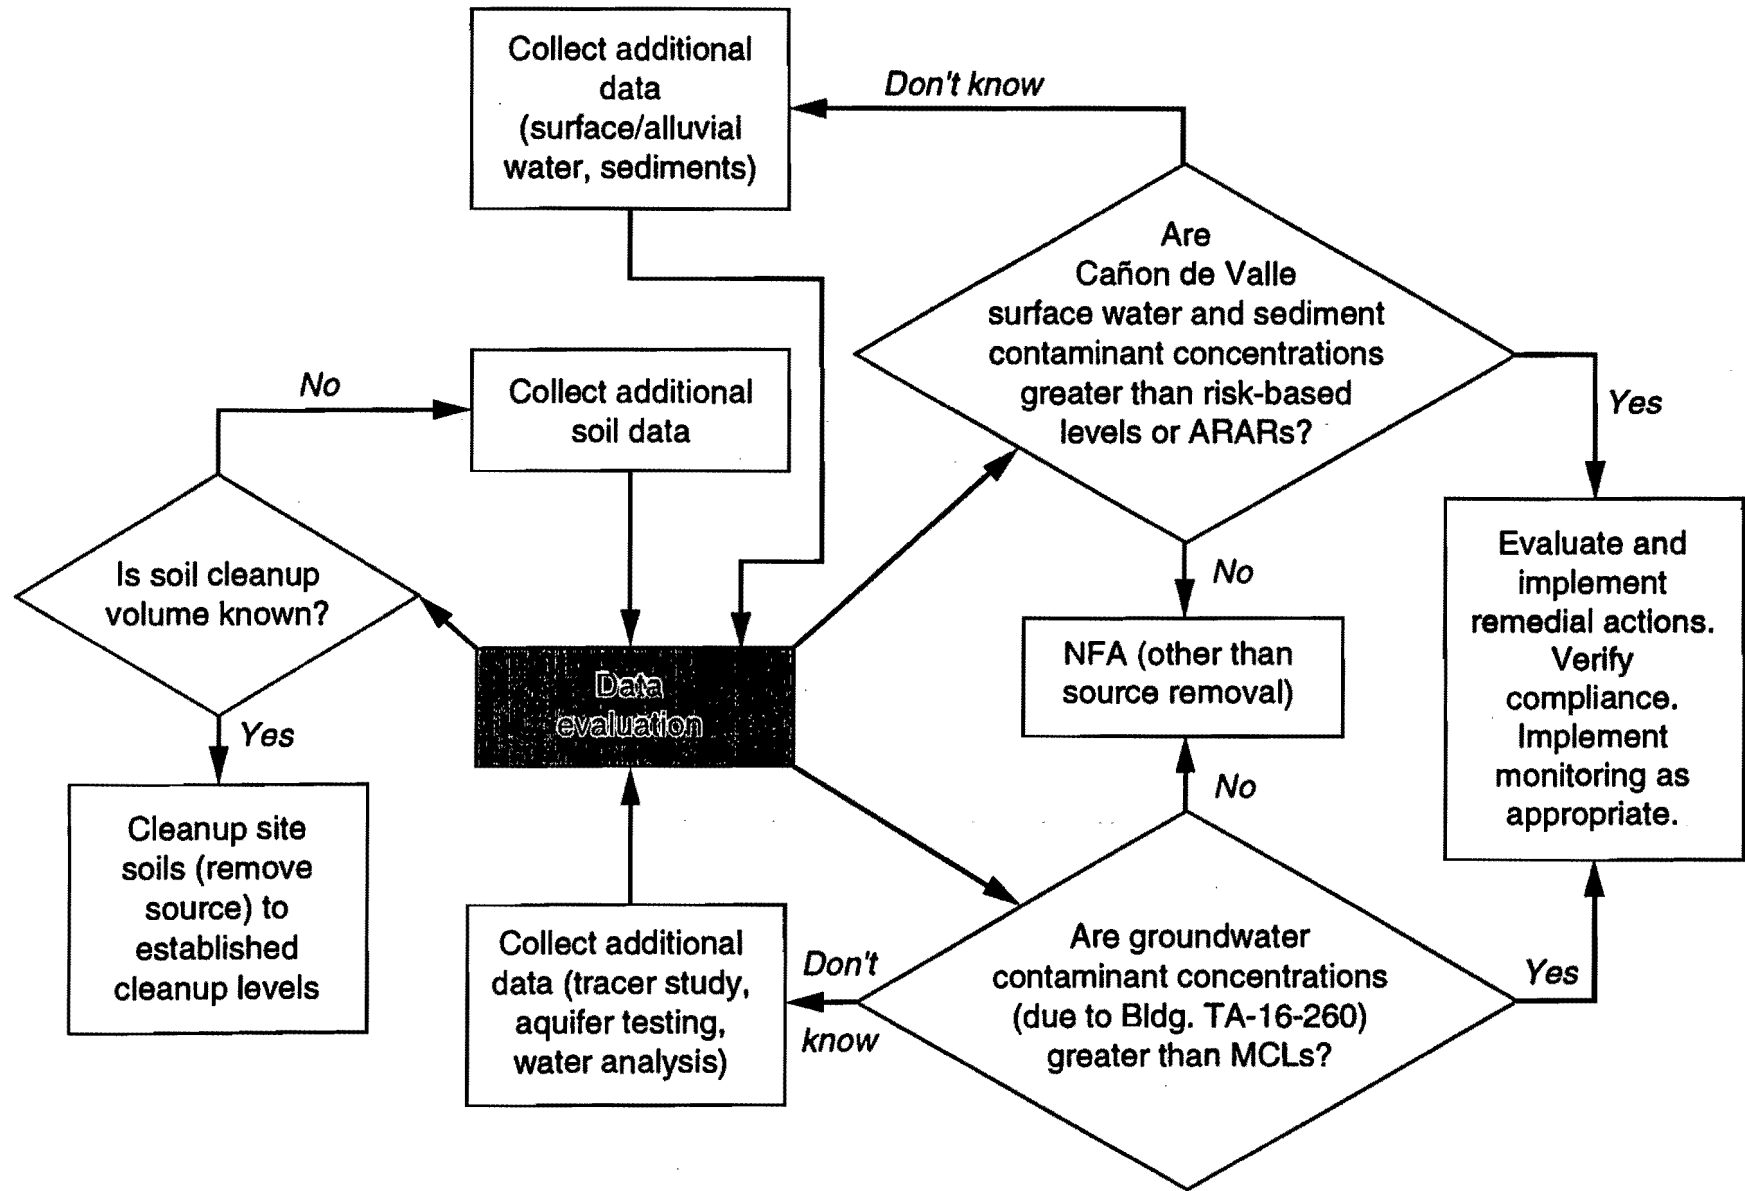 Collect additional
data
(surface/alluvial
water, sediments)
Don't know
Are
Cañon de Valle
surface water and sediment
contaminant concentrations
greater than risk-based
levels or ARARs?
Yes
No
Collect additional
soil data
No
Is soil cleanup
volume known?
Yes
Cleanup site
soils (remove
source) to
established
cleanup levels
Data
evaluation
NFA (other than
source removal)
Evaluate and
implement
remedial actions.
Verify
compliance.
Implement
monitoring as
appropriate.
No
Collect additional
data (tracer study,
aquifer testing,
water analysis)
Don't
know
Are groundwater
contaminant concentrations
(due to Bldg. TA-16-260)
greater than MCLs?
Yes